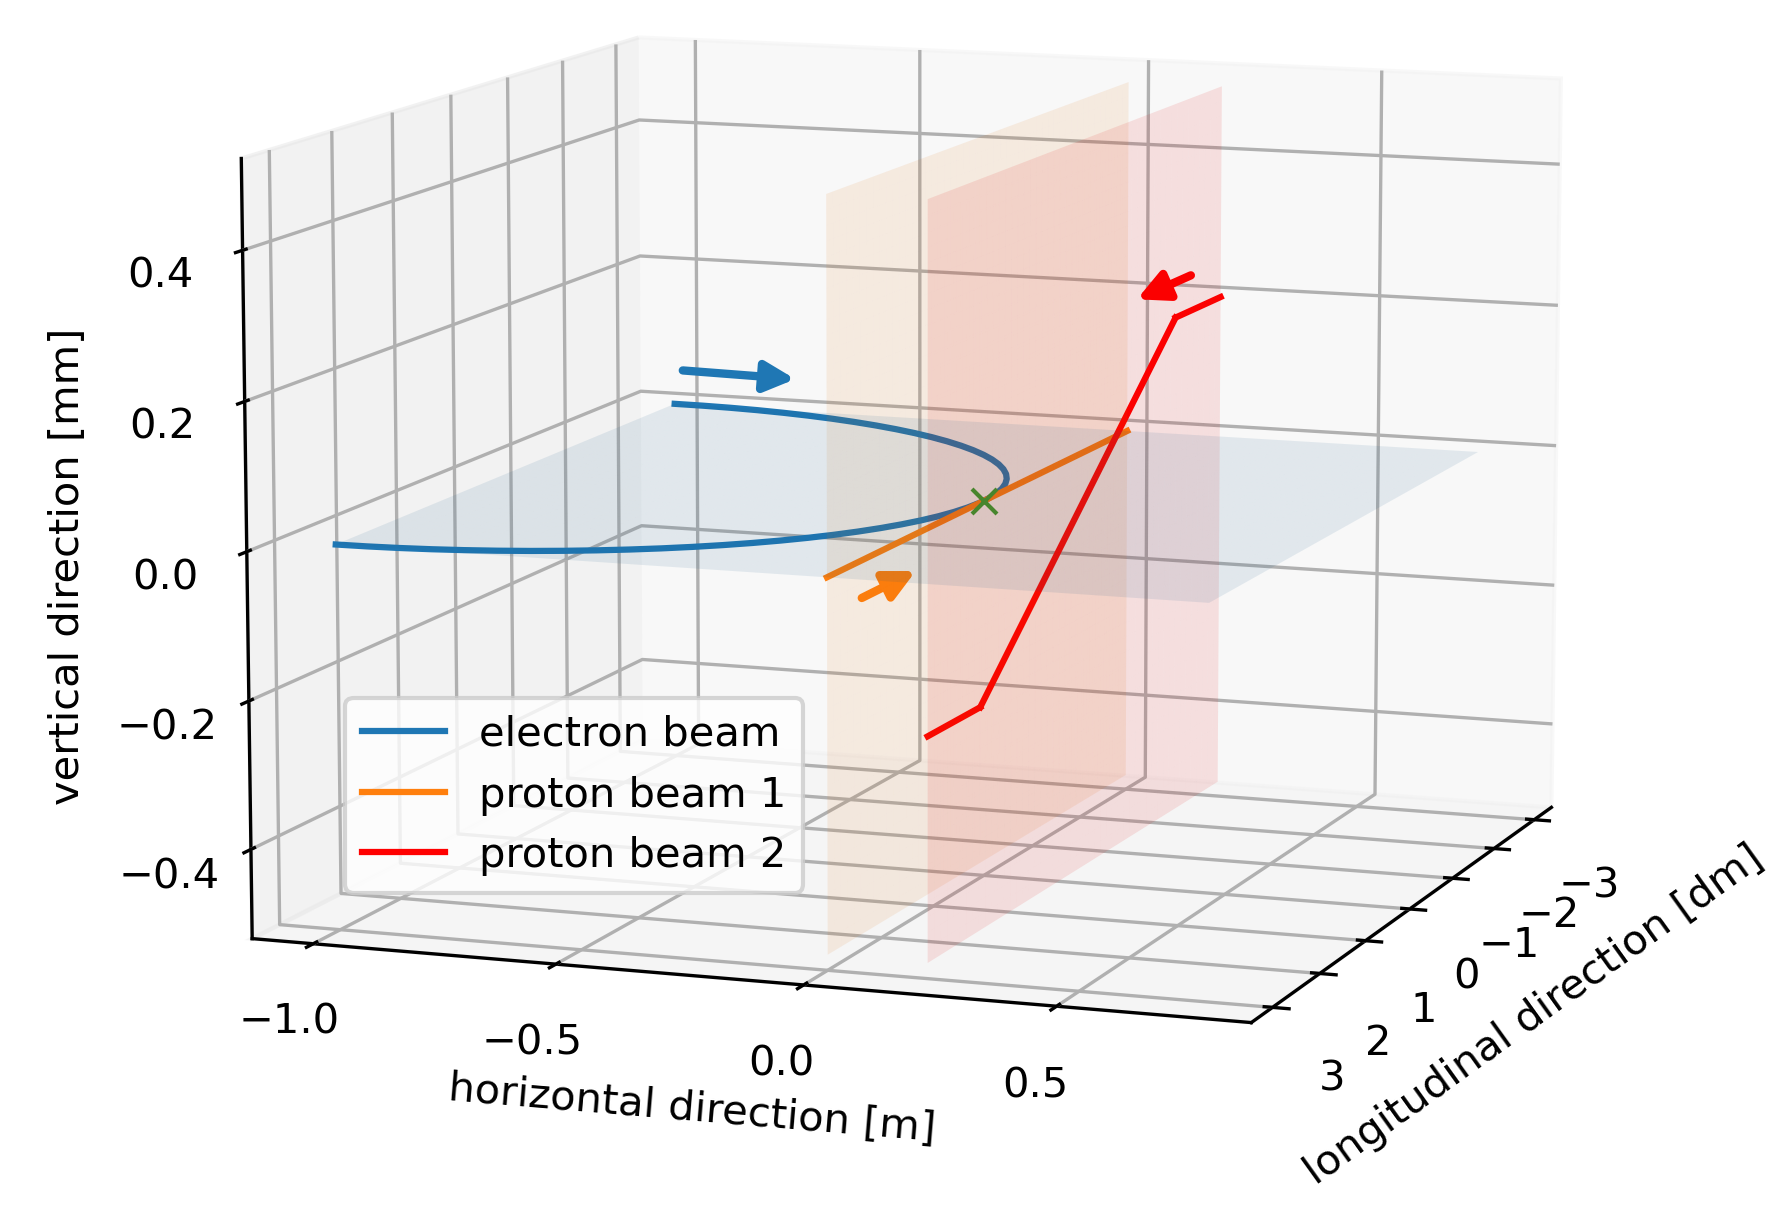 0.4
0.2
0.0
−0.2
−0.4
vertical direction [mm]
electron beam
proton beam 1
proton beam 2
−1.0
−0.5
0.0
0.5
horizontal direction [m]
−3
−2
−1
0
1
2
3
longitudinal direction [dm]